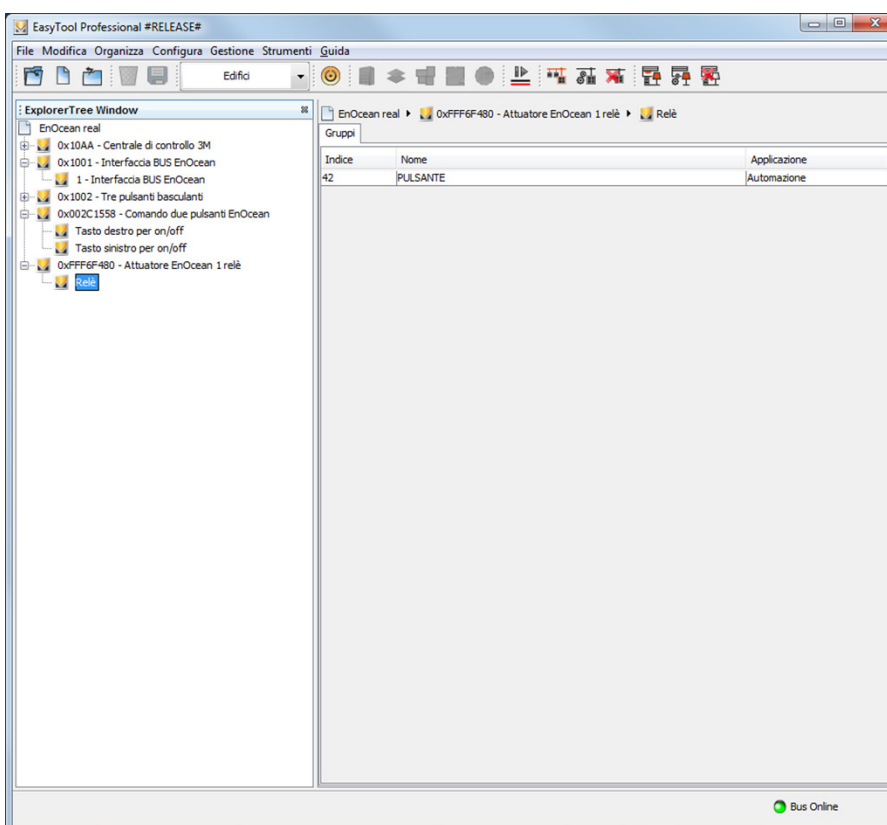 EasyTool Professional #RELEASE#
File Modifica Organizza Configura Gestione Strumenti Guida
Edifici
ExplorerTree Window
EnOcean real
0x10AA - Centrale di controllo 3M
0x1001 - Interfaccia BUS EnOcean
1 - Interfaccia BUS EnOcean
0x1002 - Tre pulsanti basculanti
0x002C1558 - Comando due pulsanti EnOcean
Tasto destro per on/off
Tasto sinistro per on/off
0xFFF6F480 - Attuatore EnOcean 1 relè
Relè
EnOcean real 0xFFF6F480 - Attuatore EnOcean 1 relè Relè
Gruppi
Indice Nome Applicazione
42 PULSANTE Automazione
Bus Online